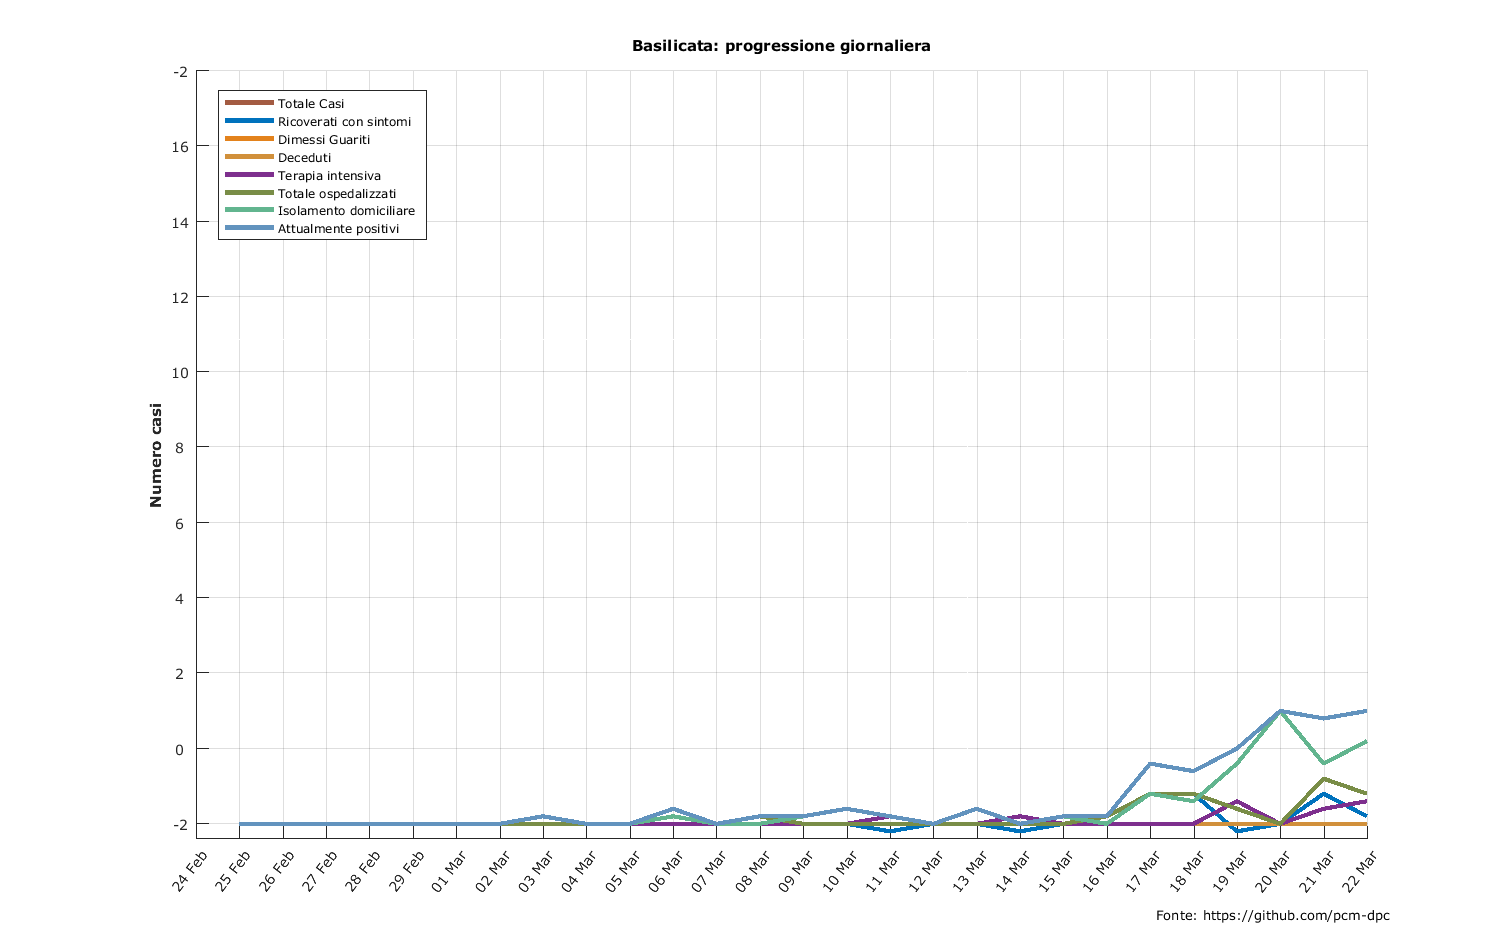 Basilicata: progressione giornaliera
-2
16
14
12
10
8
6
4
2
0
-2
Numero casi
Totale Casi
Ricoverati con sintomi
Dimessi Guariti
Deceduti
Terapia intensiva
Totale ospedalizzati
Isolamento domiciliare
Attualmente positivi
24 Feb
25 Feb
26 Feb
27 Feb
28 Feb
29 Feb
01 Mar
02 Mar
03 Mar
04 Mar
05 Mar
06 Mar
07 Mar
08 Mar
09 Mar
10 Mar
11 Mar
12 Mar
13 Mar
14 Mar
15 Mar
16 Mar
17 Mar
18 Mar
19 Mar
20 Mar
21 Mar
22 Mar
Fonte: https://github.com/pcm-dpc